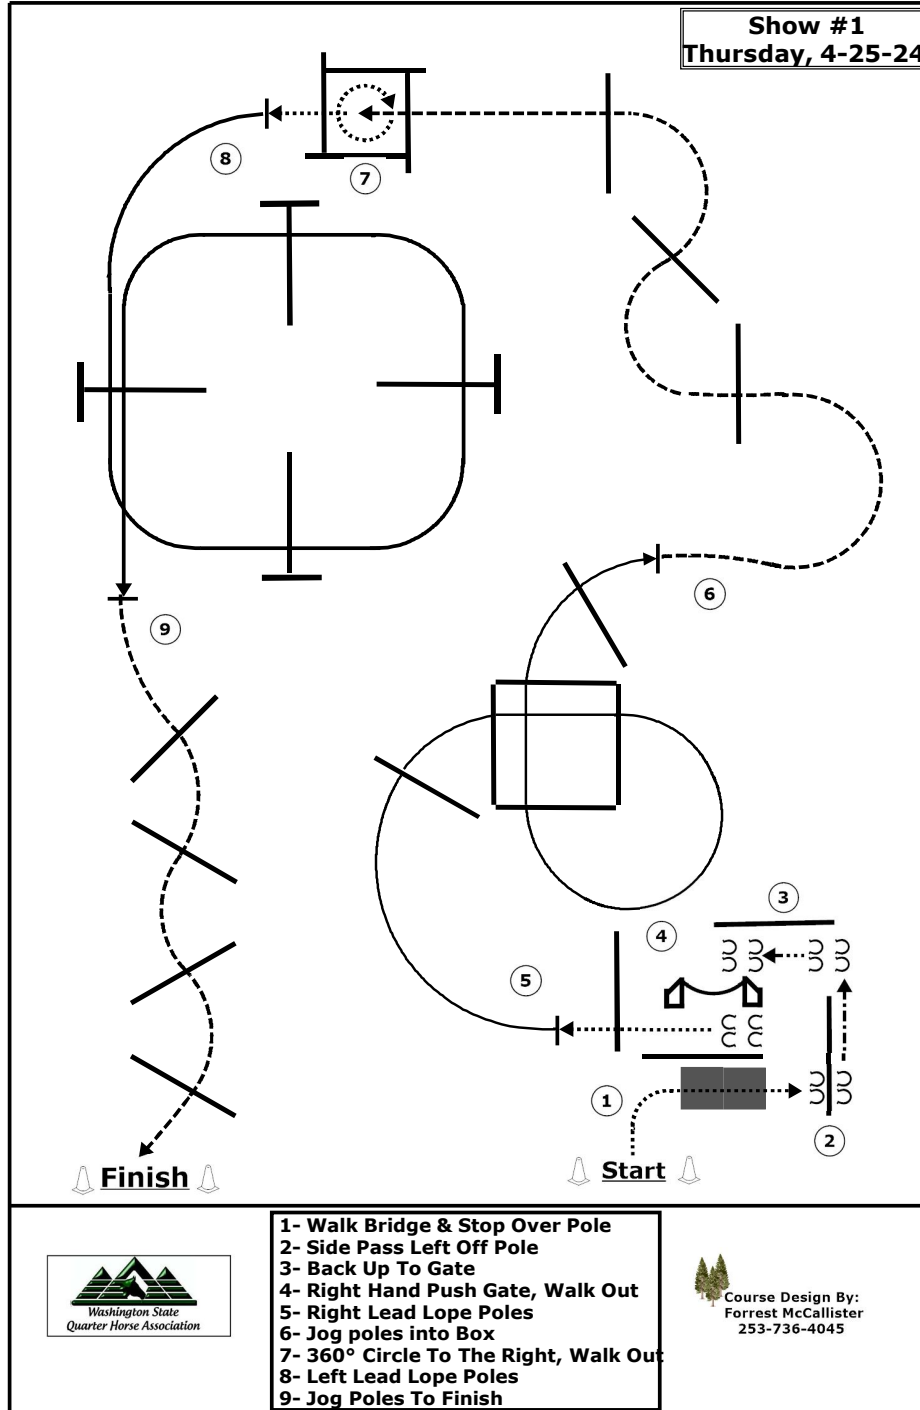 Show #1
Thursday, 4-25-24
8
7
6
9
3
4
5
1
2
Finish
Start
1- Walk Bridge & Stop Over Pole
2- Side Pass Left Off Pole
3- Back Up To Gate
4- Right Hand Push Gate, Walk Out
5- Right Lead Lope Poles
6- Jog poles into Box
7- 360° Circle To The Right, Walk Out
8- Left Lead Lope Poles
9- Jog Poles To Finish
Washington State
Quarter Horse Association
Course Design By:
Forrest McCallister
253-736-4045